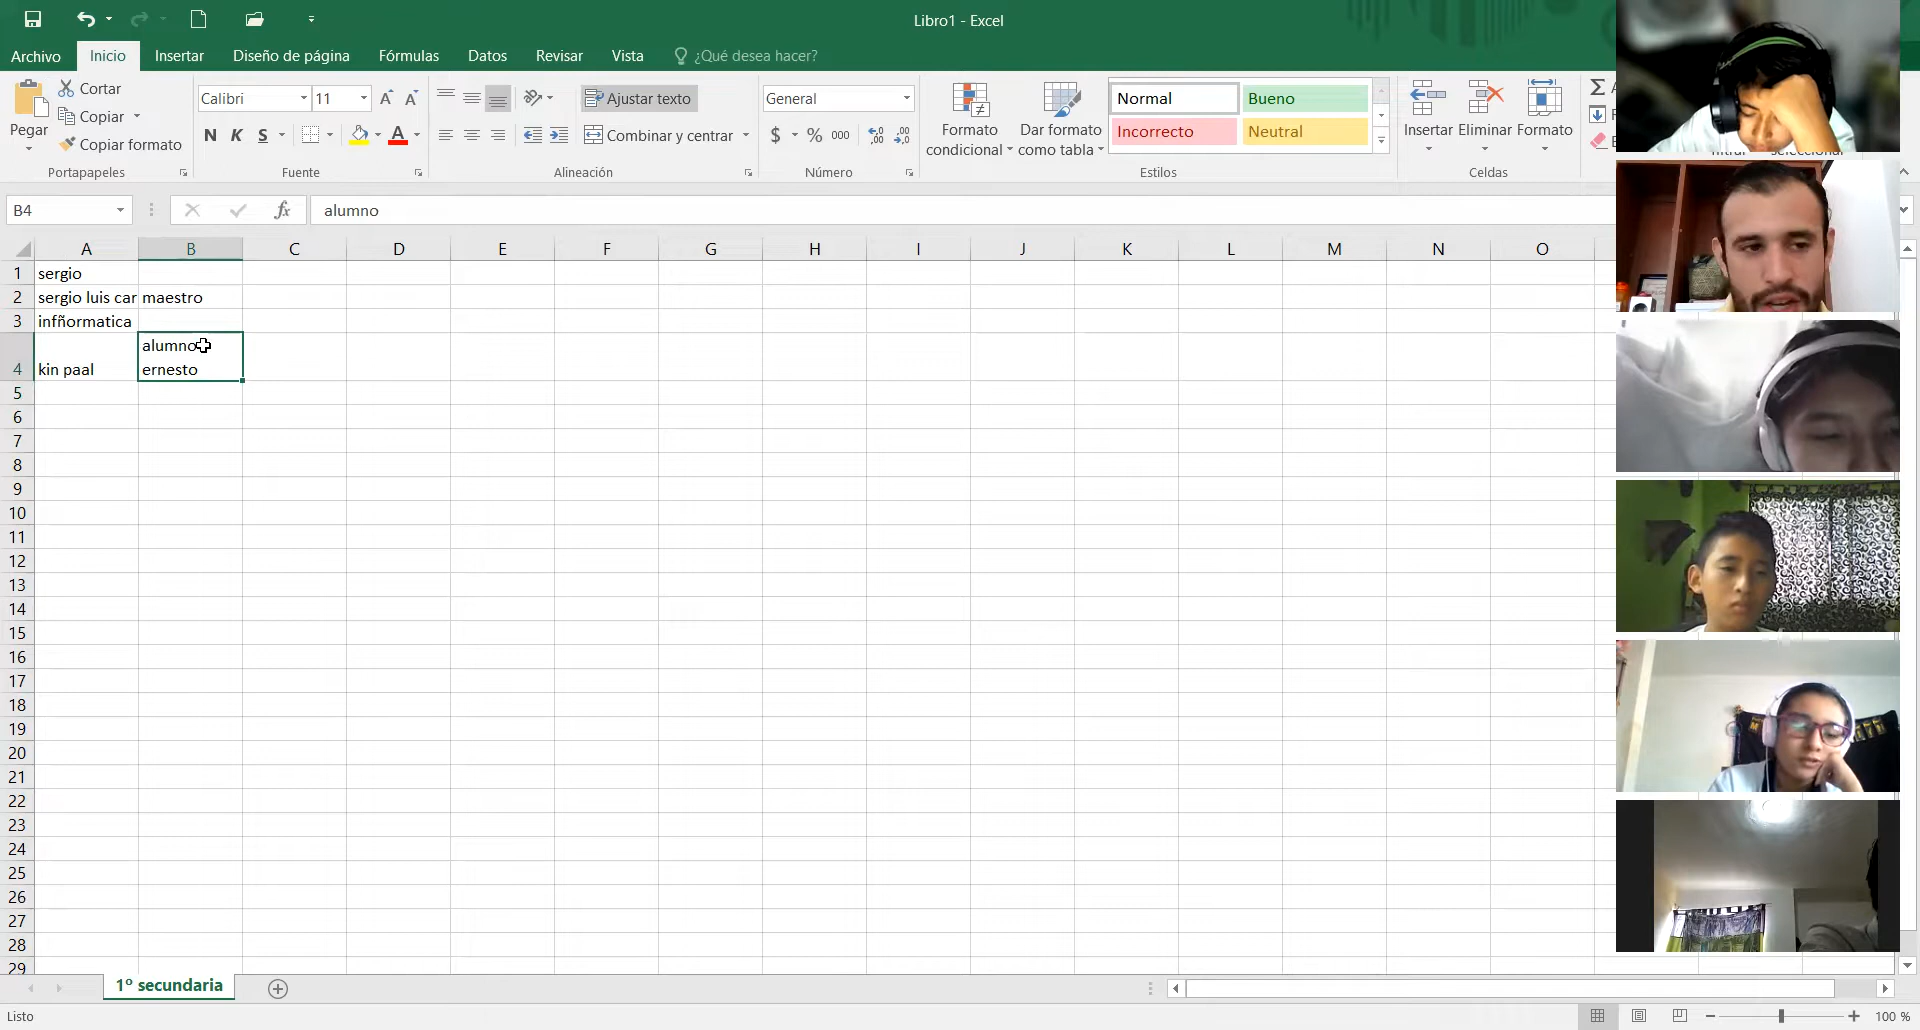 Libro1 - Excel
Archivo Inicio Insertar Diseño de página Fórmulas Datos Revisar Vista ¿Qué desea hacer?
Pegar
Cortar
Copiar
Copiar formato
Portapapeles
Calibri 11
N K S
Fuente
Ajustar texto
Combinar y centrar
Alineación
General
$ % 000
Número
Formato condicional
Dar formato como tabla
Normal Bueno
Incorrecto Neutral
Estilos
Insertar Eliminar Formato
Celdas
B4 fx alumno
A B C D E F G H I J K L M N O
1 sergio
2 sergio luis car maestro
3 infñormatica
alumno
4 kin paal ernesto
5
6
7
8
9
10
11
12
13
14
15
16
17
18
19
20
21
22
23
24
25
26
27
28
29
1º secundaria
Listo
100 %